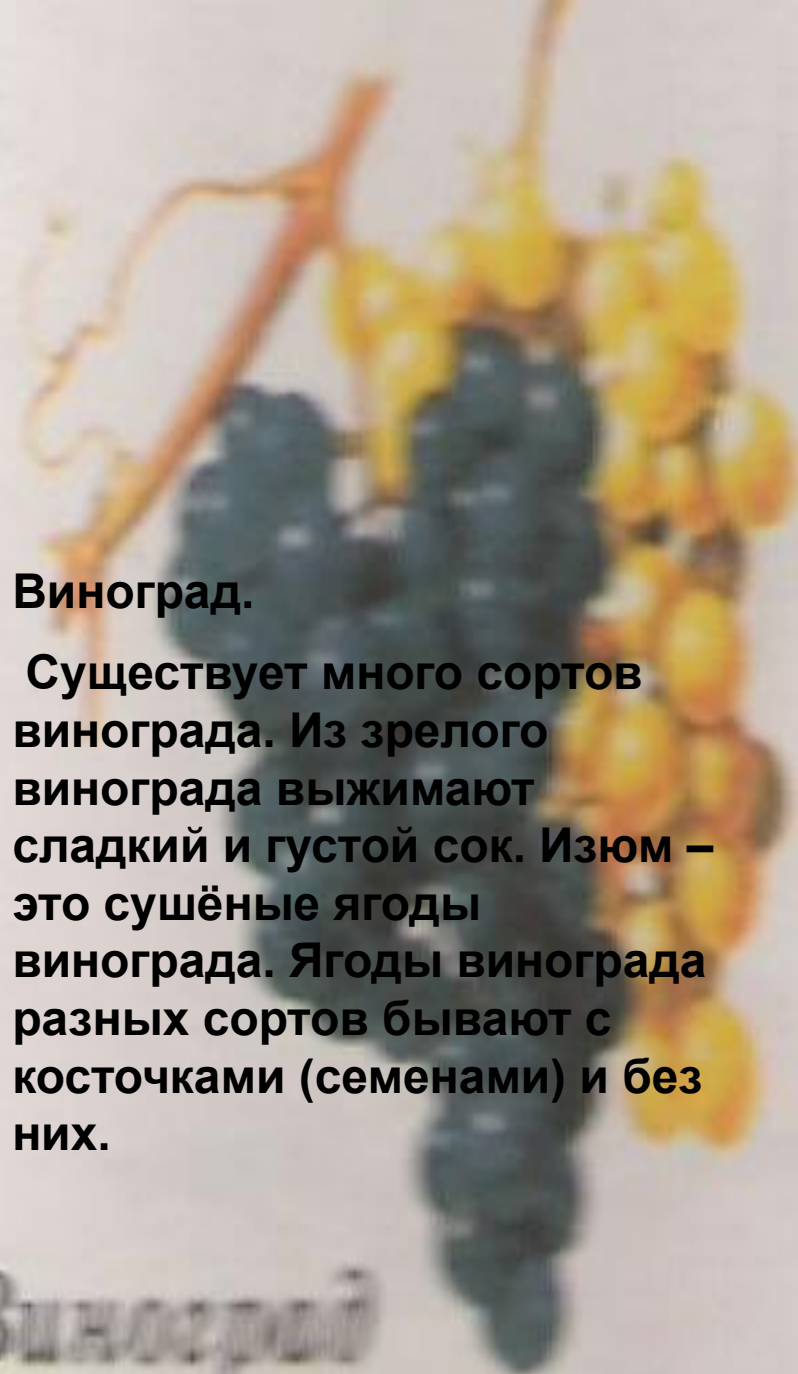 Виноград.
Существует много сортов
винограда. Из зрелого
винограда выжимают
сладкий и густой сок. Изюм –
это сушёные ягоды
винограда. Ягоды винограда
разных сортов бывают с
косточками (семенами) и без
них.
Виноград